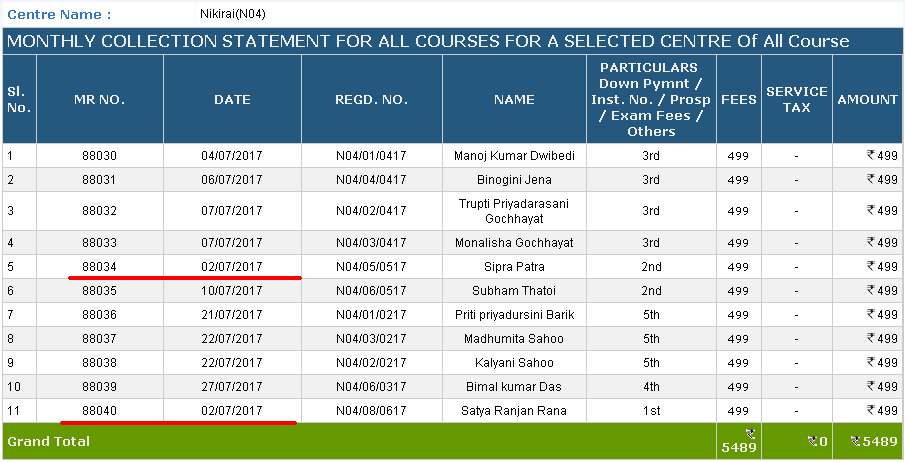 Centre Name : Nikirai(N04)
MONTHLY COLLECTION STATEMENT FOR ALL COURSES FOR A SELECTED CENTRE Of All Course
Sl. No. MR NO. DATE REGD. NO. NAME PARTICULARS Down Pymnt / Inst. No. / Prosp / Exam Fees / Others FEES SERVICE TAX AMOUNT
1 88030 04/07/2017 N04/01/0417 Manoj Kumar Dwibedi 3rd 499 - ₹ 499
2 88031 06/07/2017 N04/04/0417 Binogini Jena 3rd 499 - ₹ 499
3 88032 07/07/2017 N04/02/0417 Trupti Priyadarasani Gochhayat 3rd 499 - ₹ 499
4 88033 07/07/2017 N04/03/0417 Monalisha Gochhayat 3rd 499 - ₹ 499
5 88034 02/07/2017 N04/05/0517 Sipra Patra 2nd 499 - ₹ 499
6 88035 10/07/2017 N04/06/0517 Subham Thatoi 2nd 499 - ₹ 499
7 88036 21/07/2017 N04/01/0217 Priti priyadursini Barik 5th 499 - ₹ 499
8 88037 22/07/2017 N04/03/0217 Madhumita Sahoo 5th 499 - ₹ 499
9 88038 22/07/2017 N04/02/0217 Kalyani Sahoo 5th 499 - ₹ 499
10 88039 27/07/2017 N04/06/0317 Bimal kumar Das 4th 499 - ₹ 499
11 88040 02/07/2017 N04/08/0617 Satya Ranjan Rana 1st 499 - ₹ 499
Grand Total ₹ 5489 ₹0 ₹5489